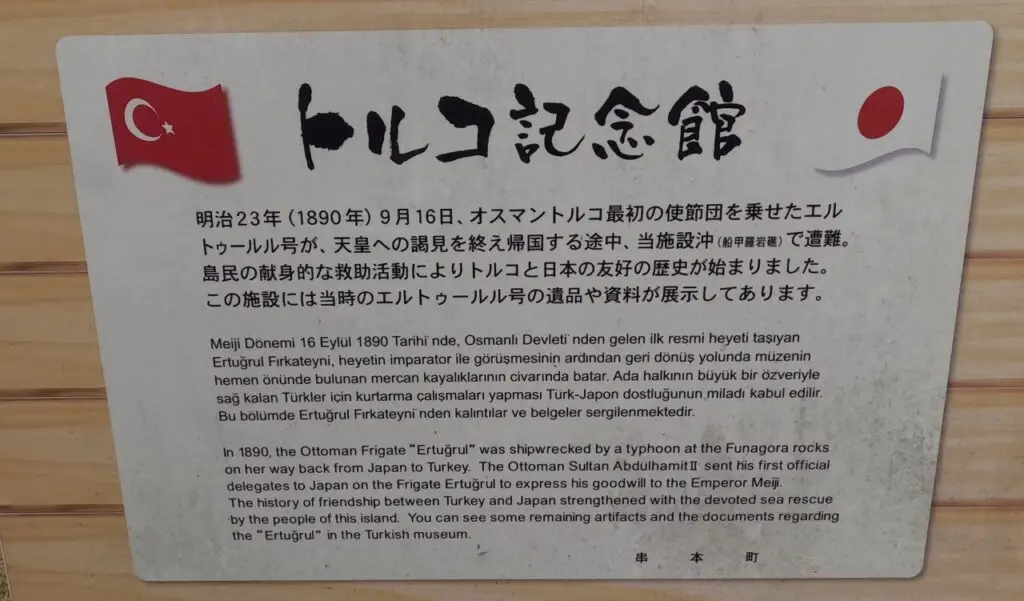 トルコ記念館
明治23年（1890年）9月16日、オスマントルコ最初の使節団を乗せたエル
トゥールル号が、天皇への謁見を終え帰国する途中、当施設沖（船甲羅岩礁）で遭難。
島民の献身的な救助活動によりトルコと日本の友好の歴史が始まりました。
この施設には当時のエルトゥールル号の遺品や資料が展示してあります。
Meiji Dönemi 16 Eylül 1890 Tarihi nde, Osmanlı Devleti nden gelen ilk resmi heyeti taşıyan
Ertuğrul Fırkateyni, heyetin imparator ile görüşmesinin ardından geri dönüş yolunda müzenin
hemen önünde bulunan mercan kayalıklarının civarında batar. Ada halkının büyük bir özveriyle
sağ kalan Türkler için kurtarma çalışmaları yapması Türk-Japon dostluğunun miladı kabul edilir.
Bu bölümde Ertuğrul Fırkateyni nden kalıntılar ve belgeler sergilenmektedir.
In 1890, the Ottoman Frigate "Ertuğrul" was shipwrecked by a typhoon at the Funagora rocks
on her way back from Japan to Turkey. The Ottoman Sultan AbdülhamitⅡ sent his first official
delegates to Japan on the Frigate Ertuğrul to express his goodwill to the Emperor Meiji.
The history of friendship between Turkey and Japan strengthened with the devoted sea rescue
by the people of this island. You can see some remaining artifacts and the documents regarding
the "Ertuğrul" in the Turkish museum.
串本町